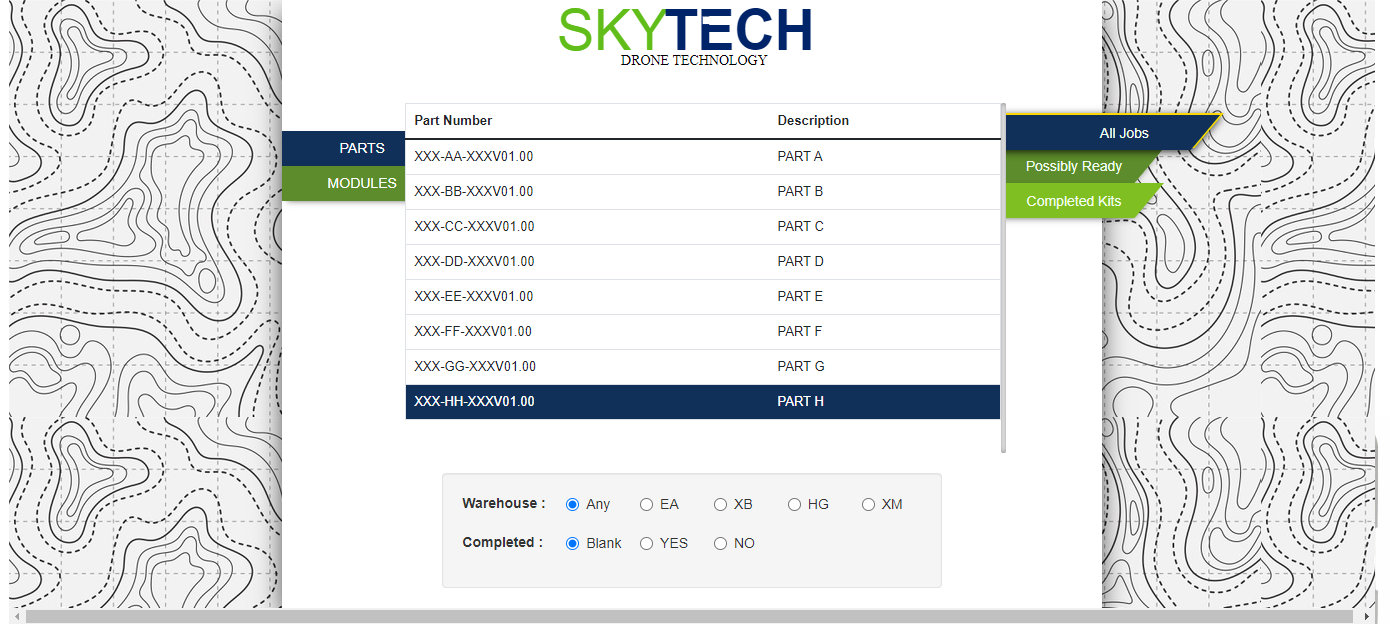 SKYTECH
DRONE TECHNOLOGY
PARTS
MODULES
Part Number Description
XXX-AA-XXXV01.00 PART A
XXX-BB-XXXV01.00 PART B
XXX-CC-XXXV01.00 PART C
XXX-DD-XXXV01.00 PART D
XXX-EE-XXXV01.00 PART E
XXX-FF-XXXV01.00 PART F
XXX-GG-XXXV01.00 PART G
XXX-HH-XXXV01.00 PART H
All Jobs
Possibly Ready
Completed Kits
Warehouse : Any EA XB HG XM
Completed : Blank YES NO